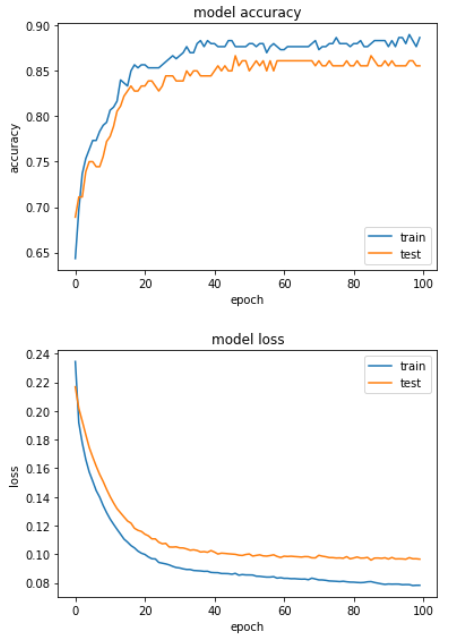 model accuracy
0.90
0.85
0.80
0.75
0.70
0.65
accuracy
train
test
0 20 40 60 80 100
epoch
model loss
0.24
0.22
0.20
0.18
0.16
0.14
0.12
0.10
0.08
loss
train
test
0 20 40 60 80 100
epoch